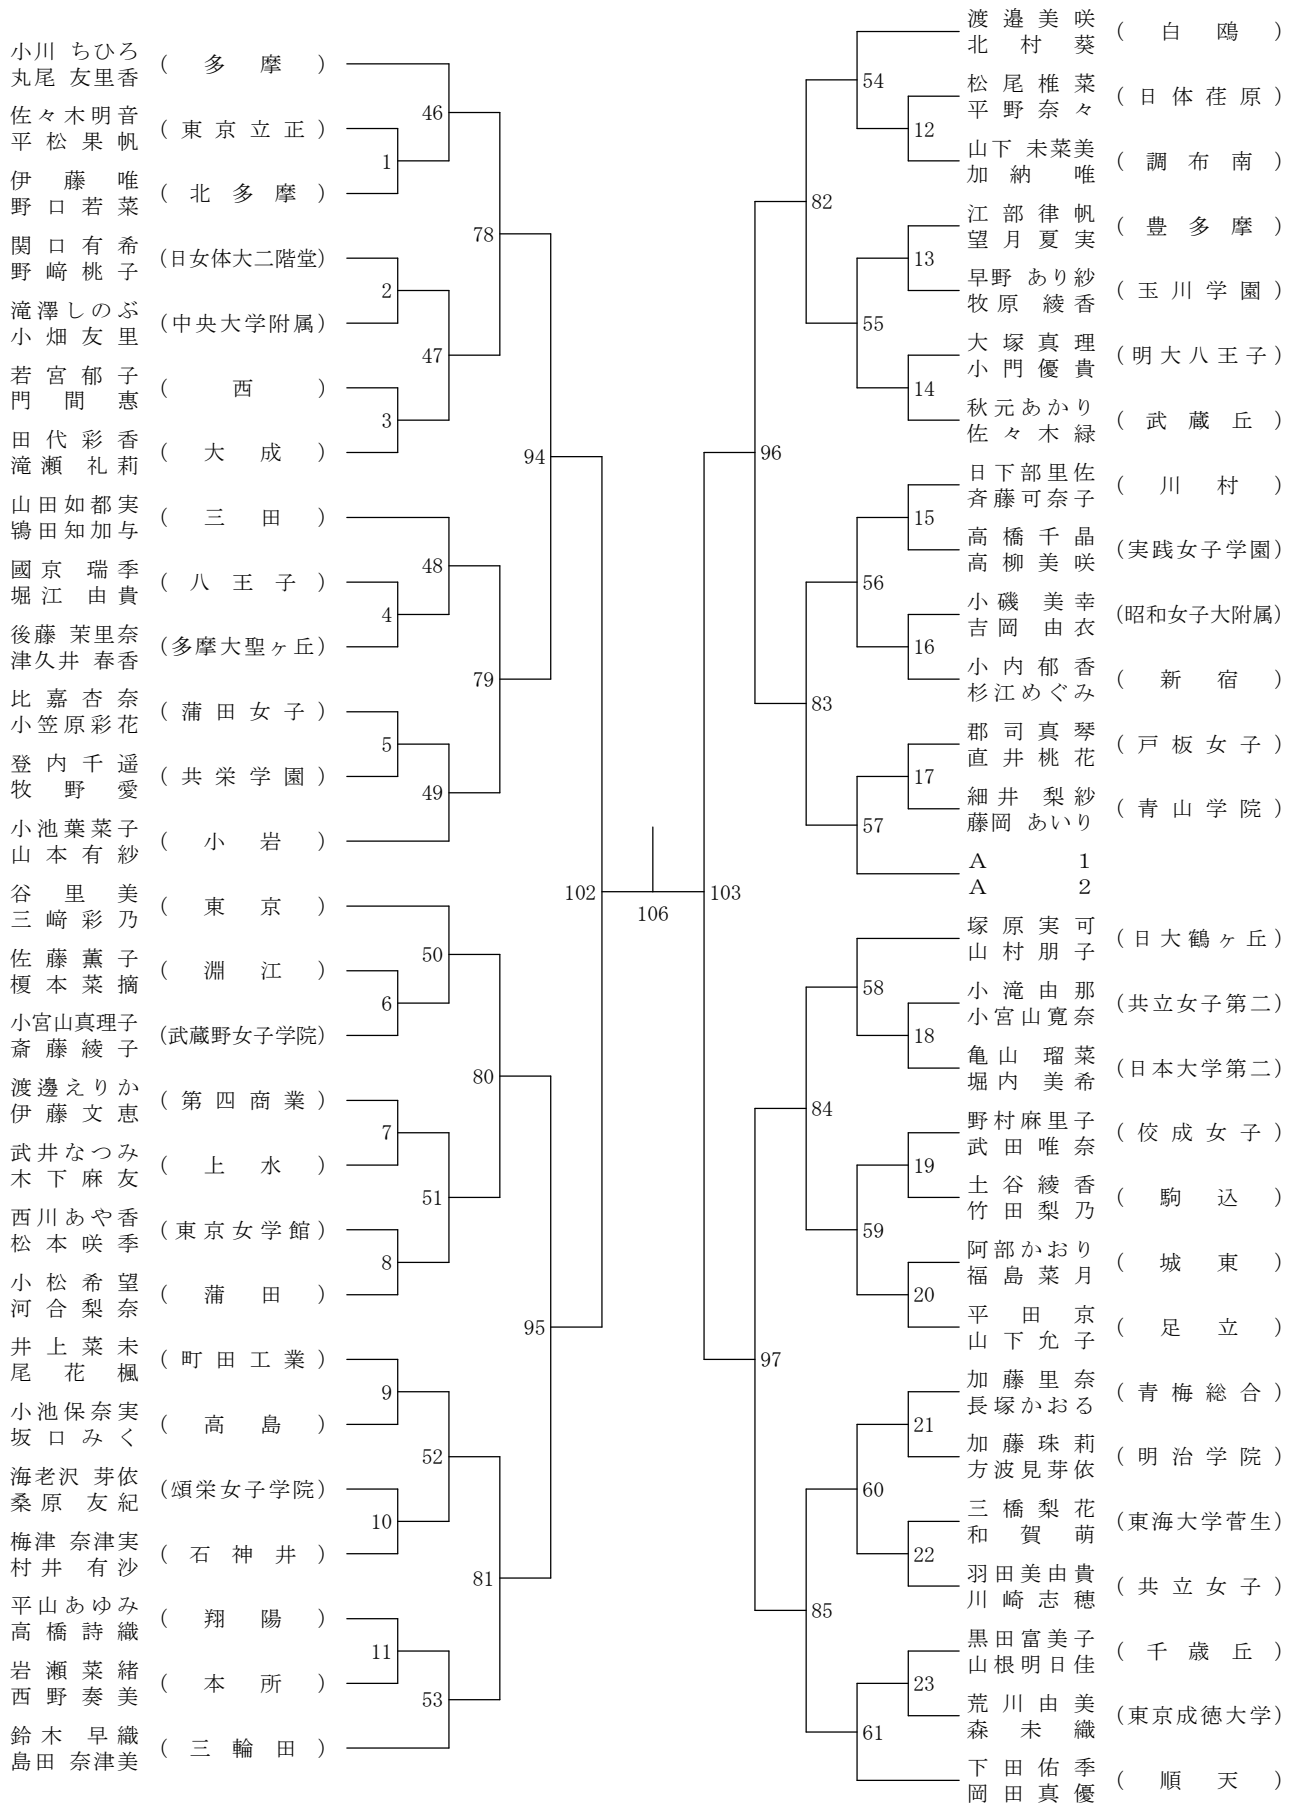 小川 ちひろ
丸尾 友里香
( 多 摩 )
佐々木明音
平松果帆
( 東京立正 )
伊藤唯
野口若菜
( 北多摩 )
関口有希
野﨑桃子
(日女体大二階堂)
滝澤しのぶ
小畑友里
(中央大学附属)
若宮郁子
門間惠
( 西 )
田代彩香
滝瀬礼莉
( 大 成 )
山田如都実
鴇田知加与
( 三 田 )
國京 瑞季
堀江 由貴
( 八王子 )
後藤 茉里奈
津久井 春香
(多摩大聖ヶ丘)
比嘉杏奈
小笠原彩花
( 蒲田女子 )
登内千遥
牧野愛
( 共栄学園 )
小池葉菜子
山本有紗
( 小 岩 )
谷里美
三﨑彩乃
( 東 京 )
佐藤薫子
榎本菜摘
( 淵 江 )
小宮山真理子
斎藤綾子
(武蔵野女子学院)
渡邊えりか
伊藤文恵
( 第四商業 )
武井なつみ
木下麻友
( 上 水 )
西川あや香
松本咲季
(東京女学館)
小松希望
河合梨奈
( 蒲 田 )
井上菜未
尾花楓
( 町田工業 )
小池保奈実
坂口みく
( 高 島 )
海老沢 芽依
桑原 友紀
(頌栄女子学院)
梅津 奈津実
村井 有沙
( 石神井 )
平山あゆみ
高橋詩織
( 翔 陽 )
岩瀬菜緒
西野奏美
( 本 所 )
鈴木 早織
島田 奈津美
( 三輪田 )
1
2
3
4
5
6
7
8
9
10
11
46
47
48
49
50
51
52
53
78
79
80
81
94
95
102
106
103
96
97
82
83
84
85
54
55
56
57
58
59
60
61
12
13
14
15
16
17
18
19
20
21
22
23
渡邉美咲
北村葵
( 白 鴎 )
松尾椎菜
平野奈々
( 日体荏原 )
山下 未菜美
加納 唯
( 調布南 )
江部律帆
望月夏実
( 豊多摩 )
早野 あり紗
牧原 綾香
( 玉川学園 )
大塚真理
小門優貴
(明大八王子)
秋元あかり
佐々木緑
( 武蔵丘 )
日下部里佐
斉藤可奈子
( 川 村 )
高橋千晶
高柳美咲
(実践女子学園)
小磯 美幸
吉岡 由衣
(昭和女子大附属)
小内郁香
杉江めぐみ
( 新 宿 )
郡司真琴
直井桃花
( 戸板女子 )
細井 梨紗
藤岡 あいり
( 青山学院 )
A 1
A 2
塚原実可
山村朋子
(日大鶴ヶ丘)
小滝由那
小宮山寛奈
(共立女子第二)
亀山 瑠菜
堀内 美希
(日本大学第二)
野村麻里子
武田唯奈
( 佼成女子 )
土谷綾香
竹田梨乃
( 駒 込 )
阿部かおり
福島菜月
( 城 東 )
平田京
山下允子
( 足 立 )
加藤里奈
長塚かおる
( 青梅総合 )
加藤珠莉
方波見芽依
( 明治学院 )
三橋梨花
和賀萌
(東海大学菅生)
羽田美由貴
川崎志穂
( 共立女子 )
黒田富美子
山根明日佳
( 千歳丘 )
荒川由美
森未織
(東京成徳大学)
下田佑季
岡田真優
( 順 天 )